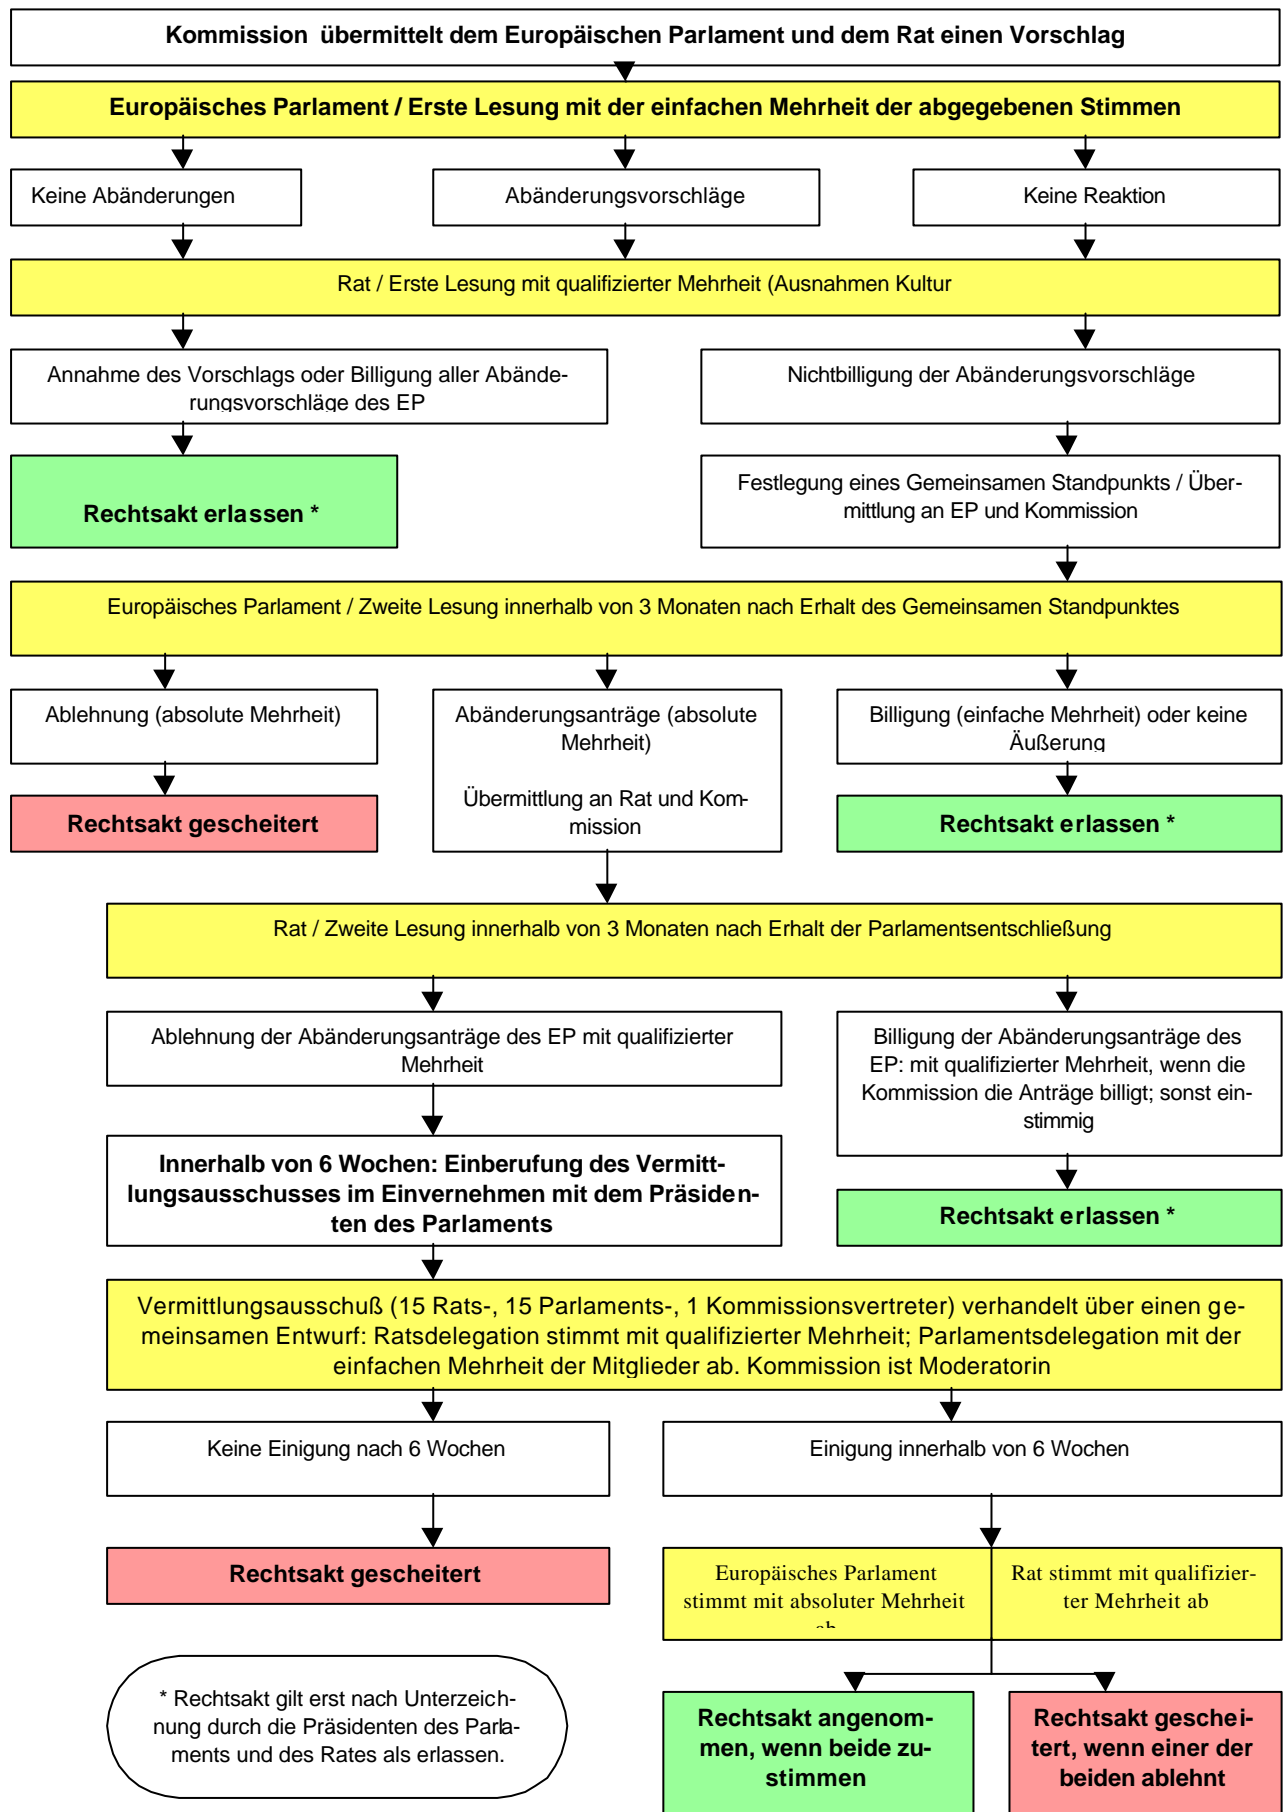 Kommission übermittelt dem Europäischen Parlament und dem Rat einen Vorschlag
Europäisches Parlament / Erste Lesung mit der einfachen Mehrheit der abgegebenen Stimmen
Keine Abänderungen
Abänderungsvorschläge
Keine Reaktion
Rat / Erste Lesung mit qualifizierter Mehrheit (Ausnahmen Kultur
Annahme des Vorschlags oder Billigung aller Abände-
rungsvorschläge des EP
Nichtbilligung der Abänderungsvorschläge
Rechtsakt erlassen *
Festlegung eines Gemeinsamen Standpunkts / Über-
mittlung an EP und Kommission
Europäisches Parlament / Zweite Lesung innerhalb von 3 Monaten nach Erhalt des Gemeinsamen Standpunktes
Ablehnung (absolute Mehrheit)
Abänderungsanträge (absolute
Mehrheit)
Übermittlung an Rat und Kom-
mission
Billigung (einfache Mehrheit) oder keine
Äußerung
Rechtsakt gescheitert
Rechtsakt erlassen *
Rat / Zweite Lesung innerhalb von 3 Monaten nach Erhalt der Parlamentsentschließung
Ablehnung der Abänderungsanträge des EP mit qualifizierter
Mehrheit
Billigung der Abänderungsanträge des
EP: mit qualifizierter Mehrheit, wenn die
Kommission die Anträge billigt; sonst ein-
stimmig
Innerhalb von 6 Wochen: Einberufung des Vermitt-
lungsausschusses im Einvernehmen mit dem Präsiden-
ten des Parlaments
Rechtsakt erlassen *
Vermittlungsausschuß (15 Rats-, 15 Parlaments-, 1 Kommissionsvertreter) verhandelt über einen ge-
meinsamen Entwurf: Ratsdelegation stimmt mit qualifizierter Mehrheit; Parlamentsdelegation mit der
einfachen Mehrheit der Mitglieder ab. Kommission ist Moderatorin
Keine Einigung nach 6 Wochen
Einigung innerhalb von 6 Wochen
Rechtsakt gescheitert
Europäisches Parlament
stimmt mit absoluter Mehrheit
ab
Rat stimmt mit qualifizier-
ter Mehrheit ab
* Rechtsakt gilt erst nach Unterzeich-
nung durch die Präsidenten des Parla-
ments und des Rates als erlassen.
Rechtsakt angenom-
men, wenn beide zu-
stimmen
Rechtsakt geschei-
tert, wenn einer der
beiden ablehnt